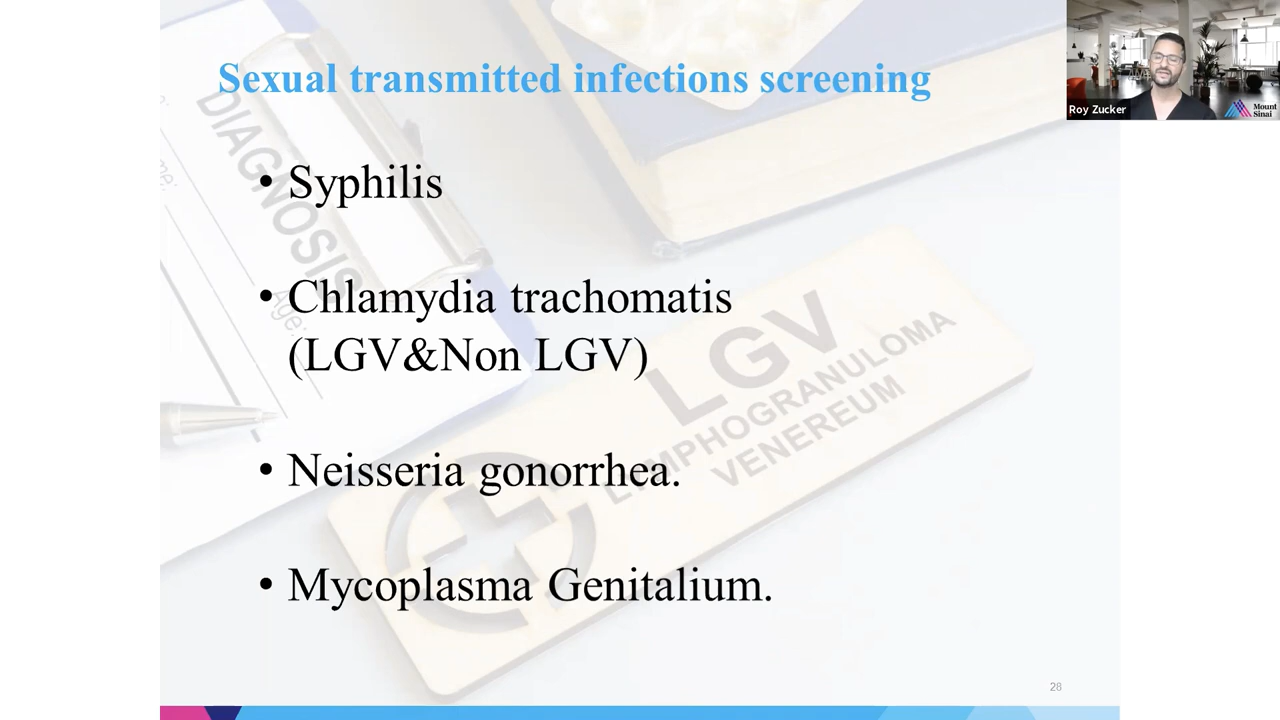 Sexual transmitted infections screening
• Syphilis
• Chlamydia trachomatis
(LGV&Non LGV)
• Neisseria gonorrhea.
• Mycoplasma Genitalium.
DIAGNOSIS
Age:
LGV
LYMPHOGRANULOMA
VENEREUM
28
Roy Zucker
Mount
Sinai